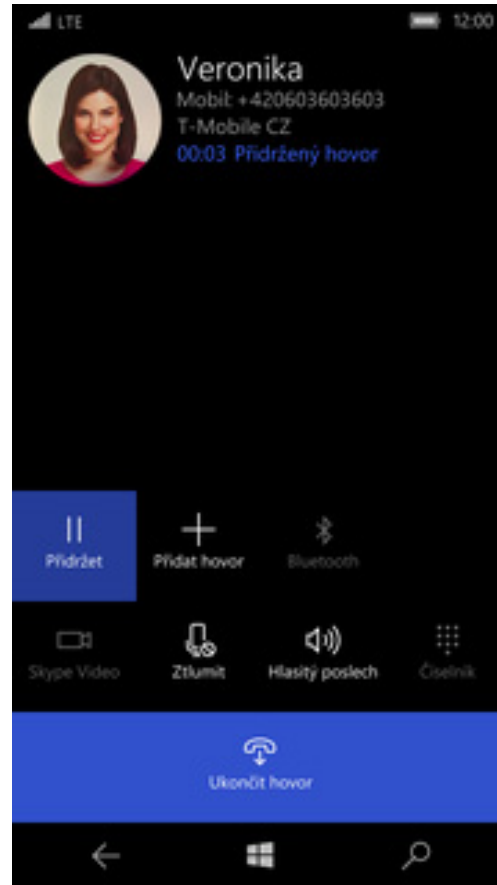 LTE 12:00
Veronika
Mobil: +420603603603
T-Mobile CZ
00:03 Přidržený hovor
Přidržet Přidat hovor Bluetooth
Skype Video Ztlumit Hlasitý poslech Číselník
Ukončit hovor